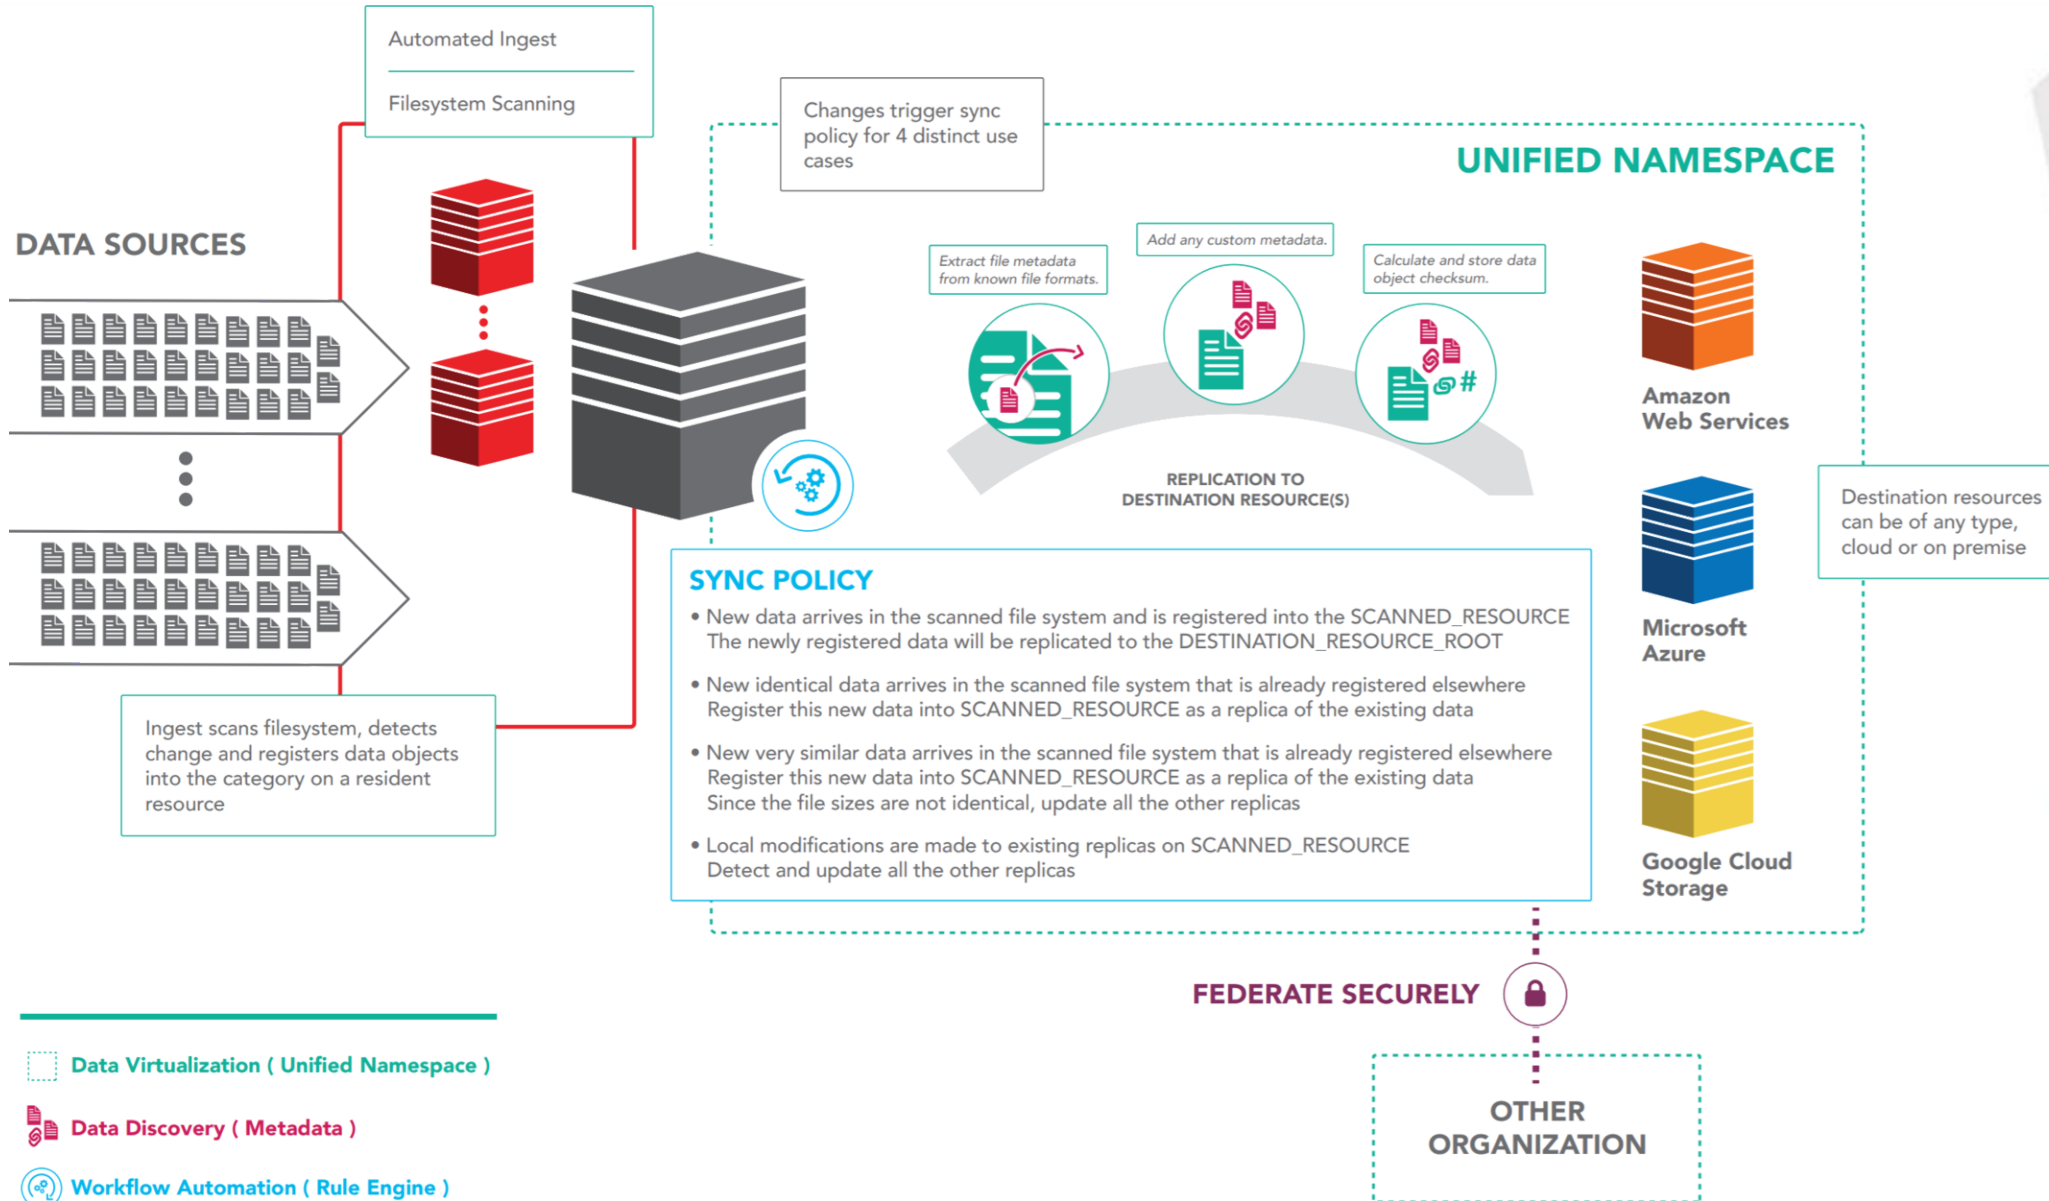 Automated Ingest
Filesystem Scanning
Changes trigger sync
policy for 4 distinct use
cases
UNIFIED NAMESPACE
DATA SOURCES
Extract file metadata
from known file formats.
Add any custom metadata.
Calculate and store data
object checksum.
#
REPLICATION TO
DESTINATION RESOURCE(S)
Amazon
Web Services
Microsoft
Azure
Google Cloud
Storage
Destination resources
can be of any type,
cloud or on premise
SYNC POLICY
• New data arrives in the scanned file system and is registered into the SCANNED_RESOURCE
The newly registered data will be replicated to the DESTINATION_RESOURCE_ROOT
• New identical data arrives in the scanned file system that is already registered elsewhere
Register this new data into SCANNED_RESOURCE as a replica of the existing data
• New very similar data arrives in the scanned file system that is already registered elsewhere
Register this new data into SCANNED_RESOURCE as a replica of the existing data
Since the file sizes are not identical, update all the other replicas
• Local modifications are made to existing replicas on SCANNED_RESOURCE
Detect and update all the other replicas
Ingest scans filesystem, detects
change and registers data objects
into the category on a resident
resource
FEDERATE SECURELY
OTHER
ORGANIZATION
Data Virtualization ( Unified Namespace )
Data Discovery ( Metadata )
Workflow Automation ( Rule Engine )